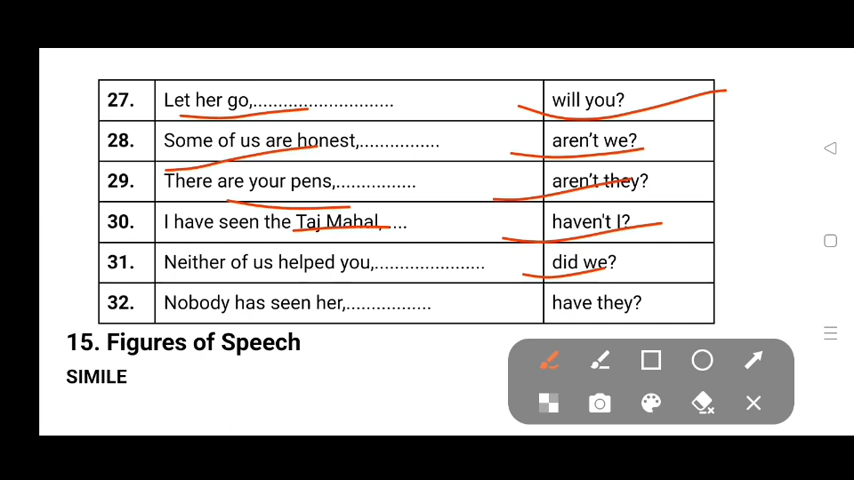 27. Let her go,........................... will you?
28. Some of us are honest,................ aren't we?
29. There are your pens,................ aren't they?
30. I have seen the Taj Mahal,..... haven't I?
31. Neither of us helped you,...................... did we?
32. Nobody has seen her,................. have they?
15. Figures of Speech
SIMILE